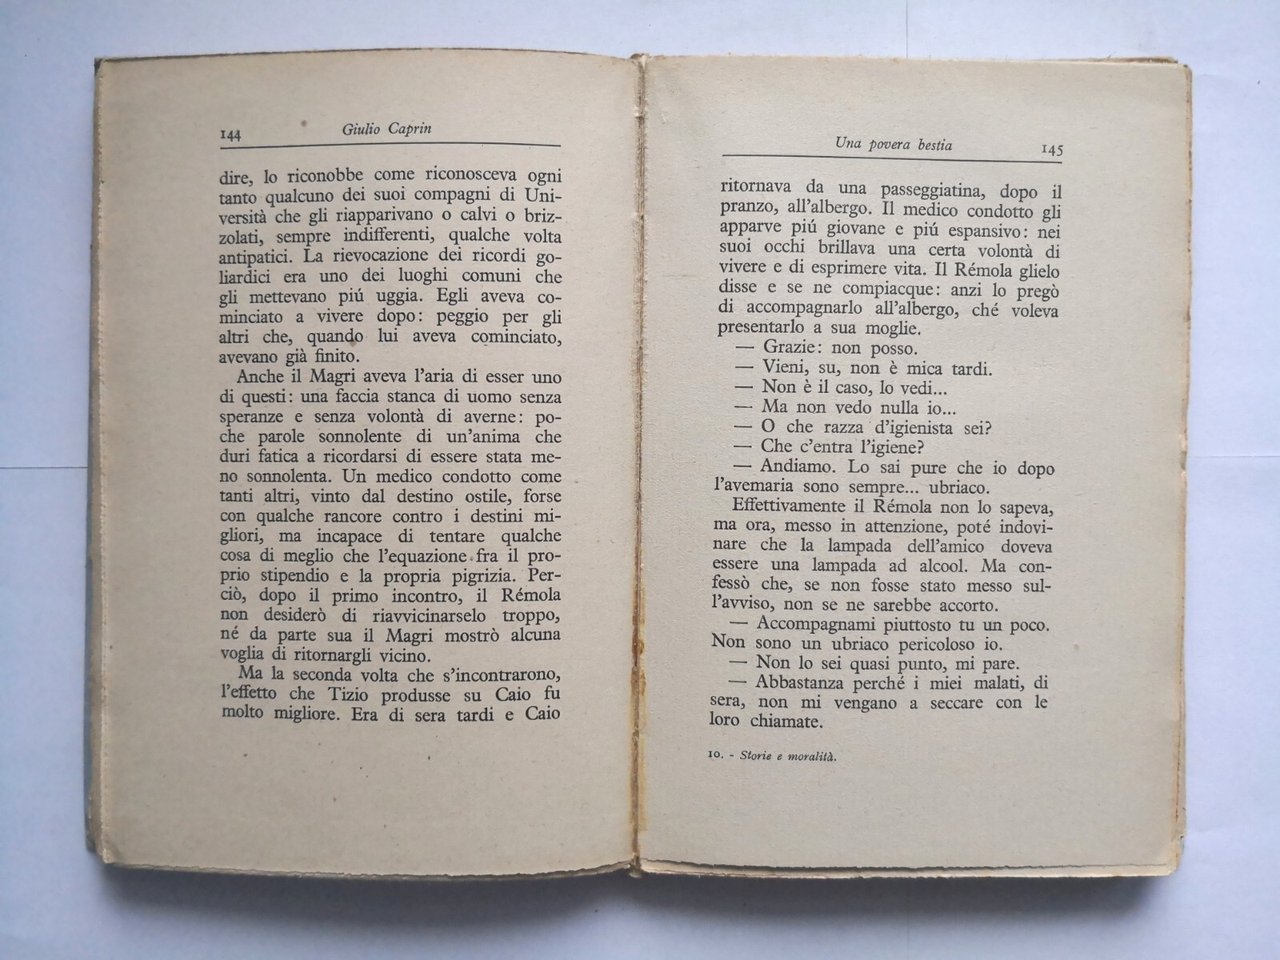 144
Giulio Caprin
dire, lo riconobbe come riconosceva ogni
tanto qualcuno dei suoi compagni di Uni-
versità che gli riapparivano o calvi o briz-
zolati, sempre indifferenti, qualche volta
antipatici. La rievocazione dei ricordi go-
liardici era uno dei luoghi comuni che
gli mettevano piú uggia. Egli aveva co-
minciato a vivere dopo: peggio per gli
altri che, quando lui aveva cominciato,
avevano già finito.
Anche il Magri aveva l'aria di esser uno
di questi: una faccia stanca di uomo senza
speranze e senza volontà di averne: po-
che parole sonnolente di un'anima che
duri fatica a ricordarsi di essere stata me-
no sonnolenta. Un medico condotto come
tanti altri, vinto dal destino ostile, forse
con qualche rancore contro i destini mi-
gliori, ma incapace di tentare qualche
cosa di meglio che l'equazione fra il pro-
prio stipendio e la propria pigrizia. Per-
ciò, dopo il primo incontro, il Rémola
non desiderò di riavvicinarselo troppo,
né da parte sua il Magri mostrò alcuna
voglia di ritornargli vicino.
Ma la seconda volta che s'incontrarono,
l'effetto che Tizio produsse su Caio fu
molto migliore. Era di sera tardi e Caio
Una povera bestia
145
ritornava da una passeggiatina, dopo il
pranzo, all'albergo. Il medico condotto gli
apparve piú giovane e piú espansivo: nei
suoi occhi brillava una certa volontà di
vivere e di esprimere vita. Il Rémola glielo
disse e se ne compiacque: anzi lo pregò
di accompagnarlo all'albergo, ché voleva
presentarlo a sua moglie.
— Grazie: non posso.
— Vieni, su, non è mica tardi.
— Non è il caso, lo vedi...
— Ma non vedo nulla io...
— O che razza d'igienista sei?
— Che c'entra l'igiene?
— Andiamo. Lo sai pure che io dopo
l'avemaria sono sempre... ubriaco.
Effettivamente il Rémola non lo sapeva,
ma ora, messo in attenzione, poté indovi-
nare che la lampada dell'amico doveva
essere una lampada ad alcool. Ma con-
fessò che, se non fosse stato messo sul-
l'avviso, non se ne sarebbe accorto.
— Accompagnami piuttosto tu un poco.
Non sono un ubriaco pericoloso io.
— Non lo sei quasi punto, mi pare.
— Abbastanza perché i miei malati, di
sera, non mi vengano a seccare con le
loro chiamate.
10. - Storie e moralità.